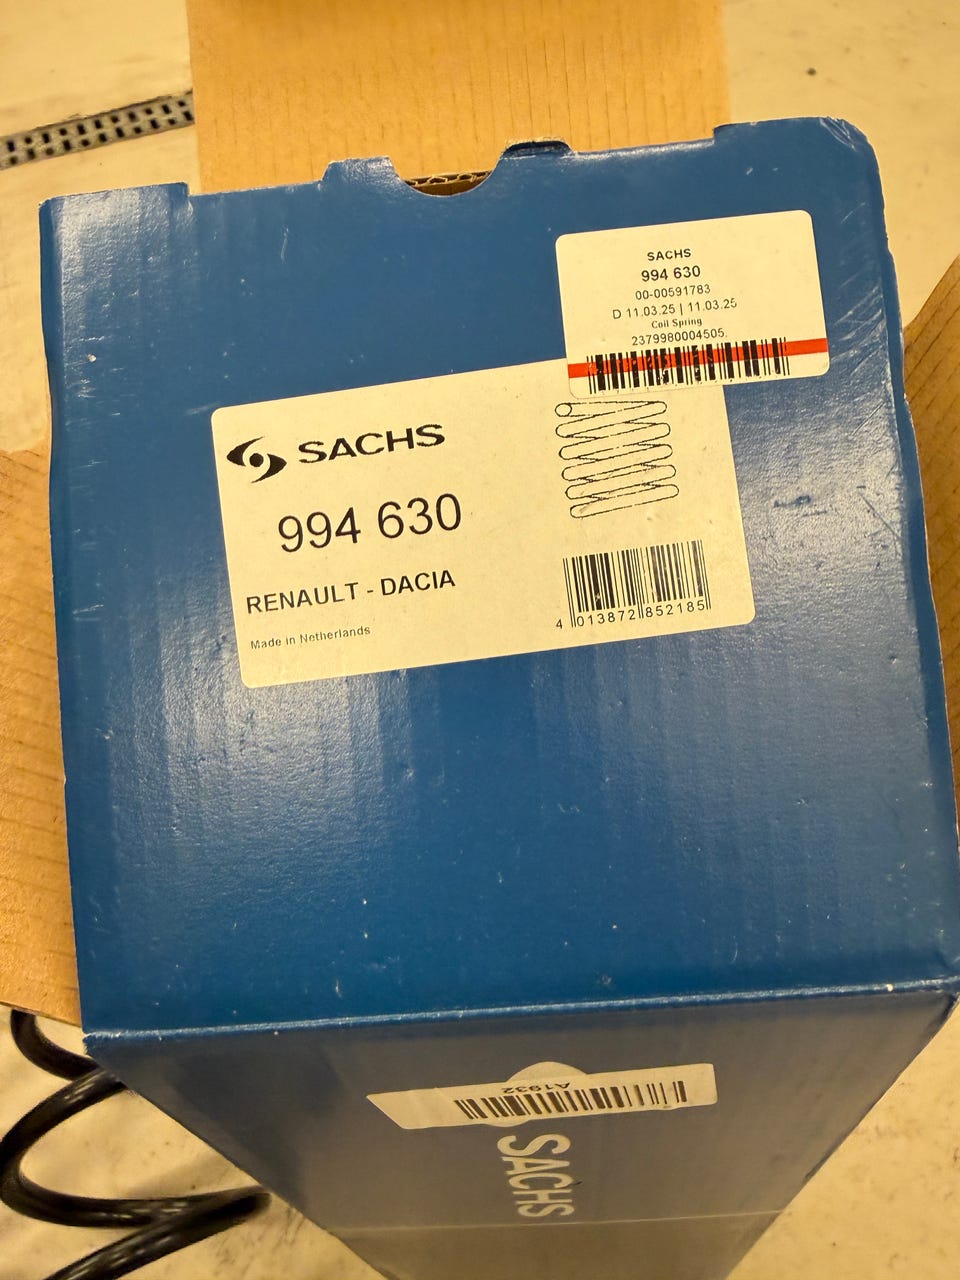 SACHS
994 630
00-00591783
D 11.03.25 | 11.03.25
Coil Spring
2379980004505.
SACHS
994 630
RENAULT - DACIA
Made in Netherlands
4 013872 852185
A1932
SACHS